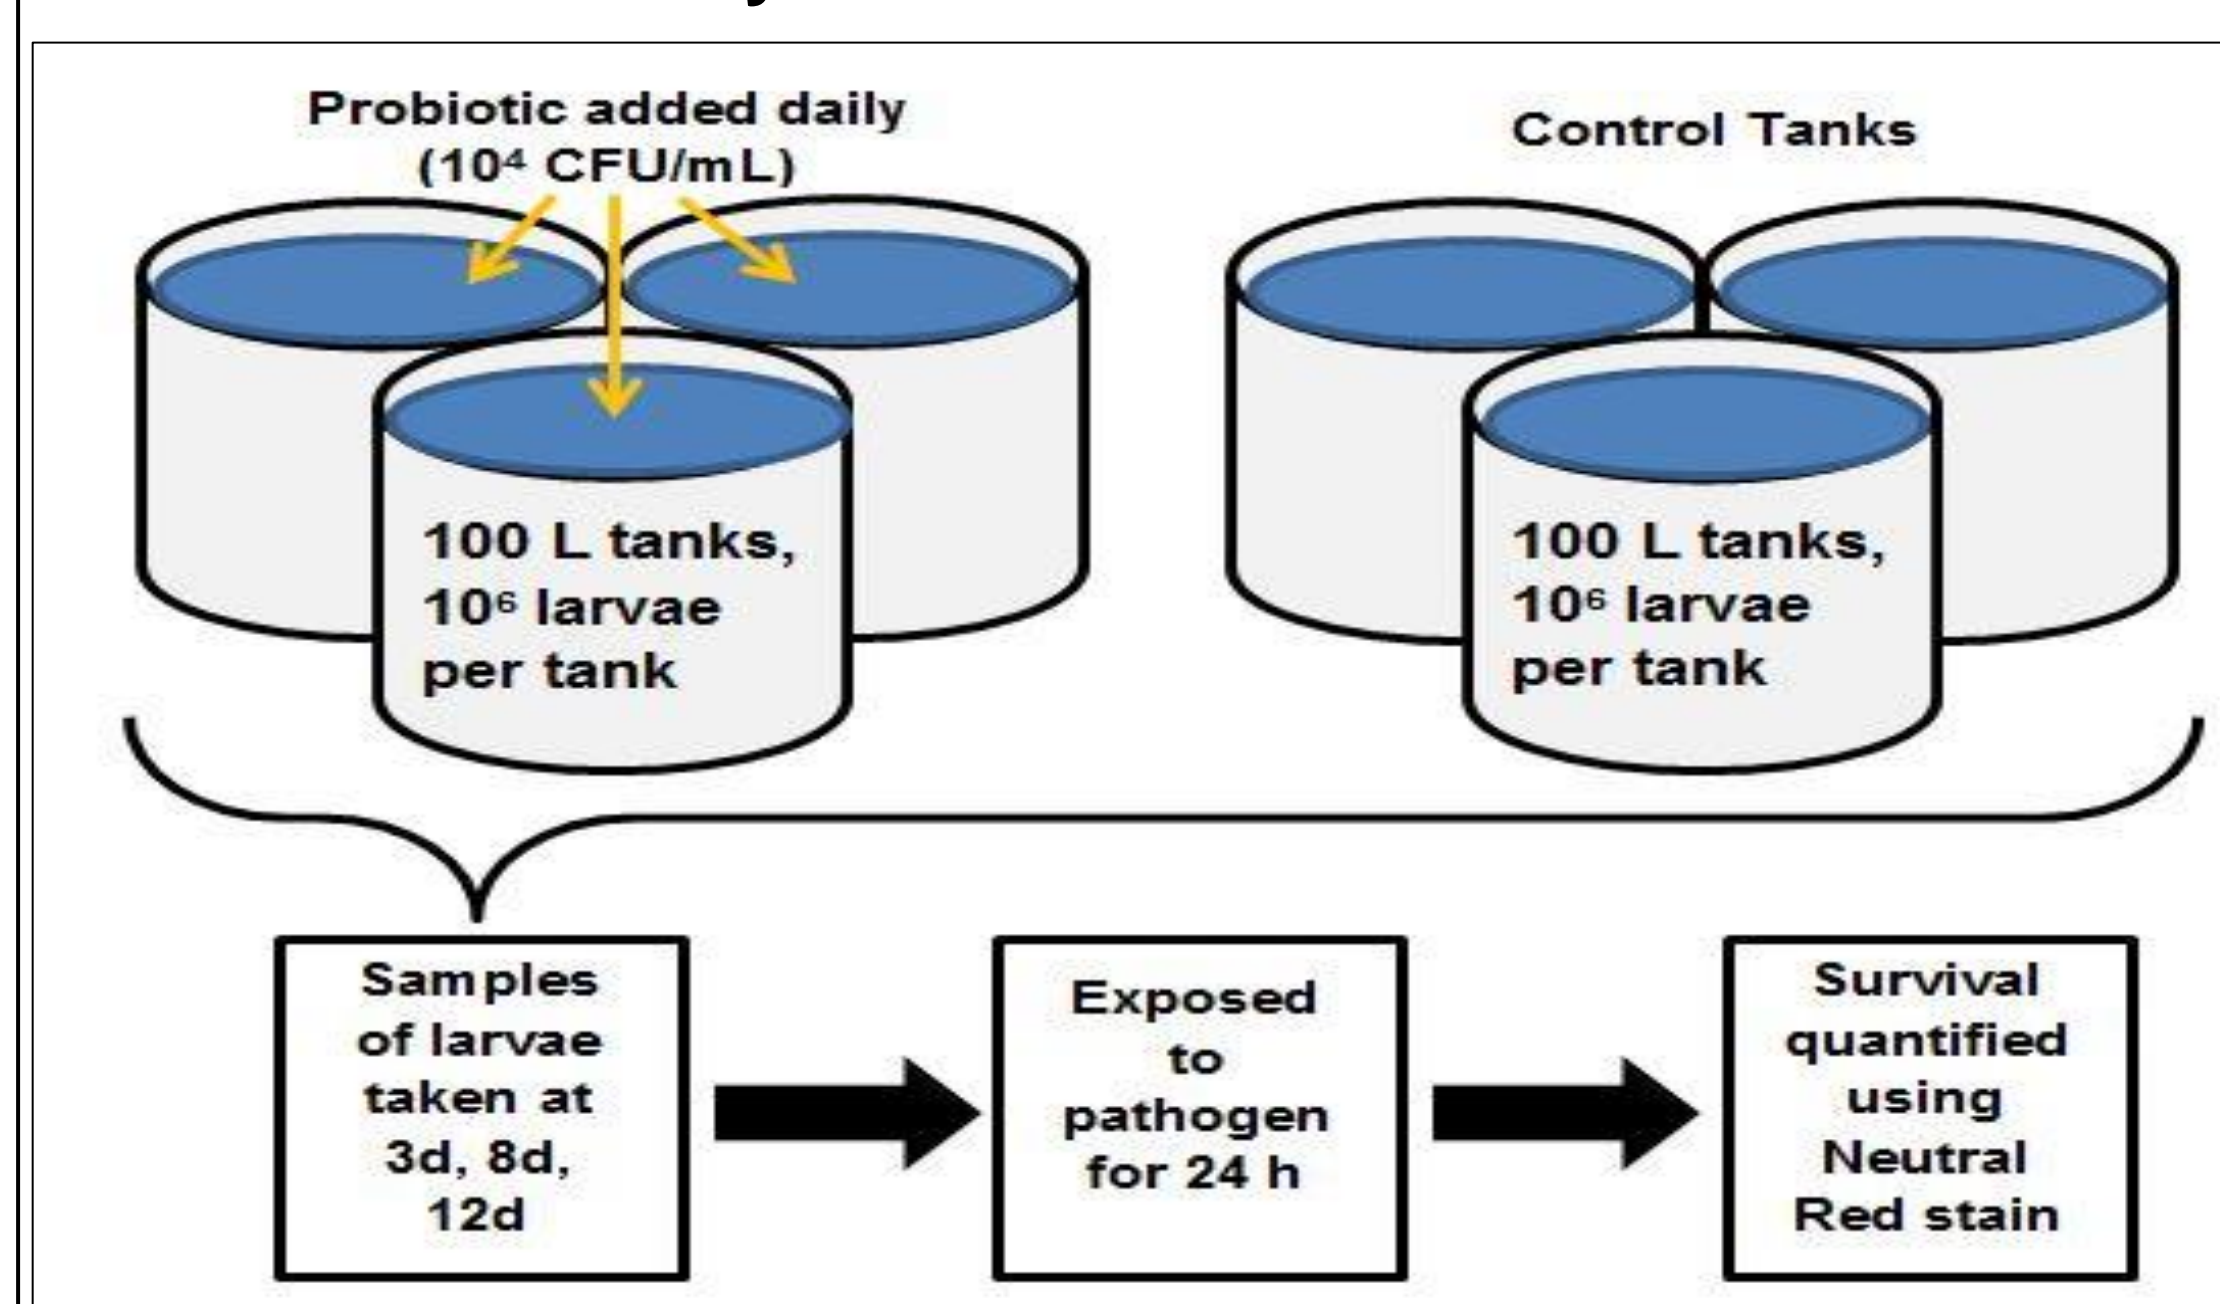 Probiotic added daily
(10⁴ CFU/mL)
Control Tanks
100 L tanks,
10⁶ larvae
per tank
100 L tanks,
10⁶ larvae
per tank
Samples
of larvae
taken at
3d, 8d,
12d
Exposed
to
pathogen
for 24 h
Survival
quantified
using
Neutral
Red stain